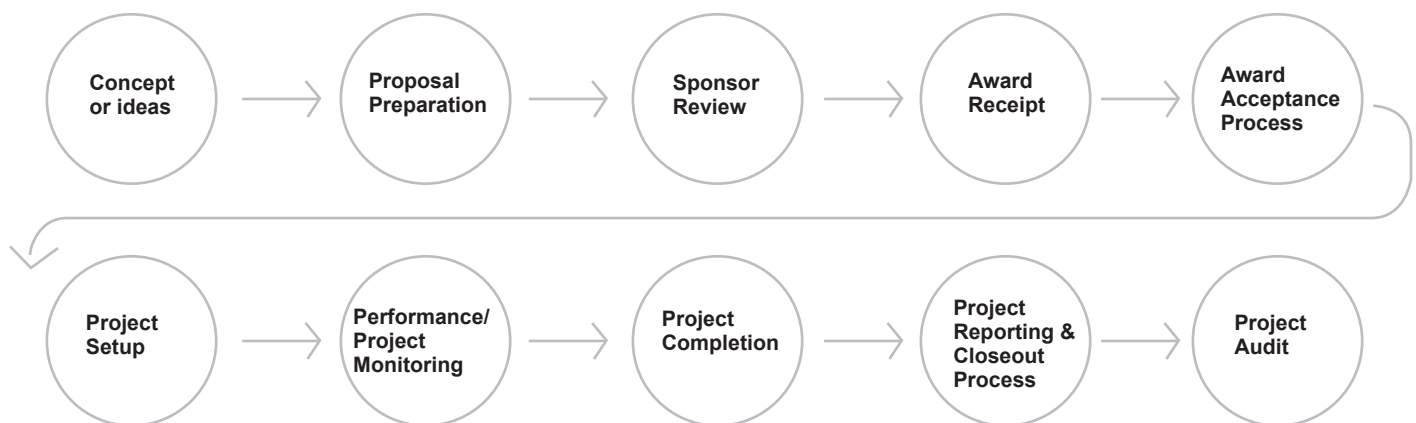 Concept
or ideas
Proposal
Preparation
Sponsor
Review
Award
Receipt
Award
Acceptance
Process
Project
Setup
Performance/
Project
Monitoring
Project
Completion
Project
Reporting &
Closeout
Process
Project
Audit